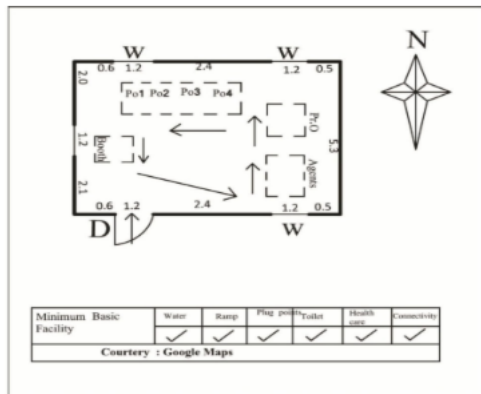 N
W W
0.6 1.2 2.4 1.2 0.5
2.0
Po1 Po2 Po3 Po4
Pr.O
1.2
Booth
5.3
Agents
2.1
0.6 1.2 2.4 1.2 0.5
D W
Minimum Basic Facility
Water Ramp Plug points Toilet Health care Connectivity
Courtery : Google Maps